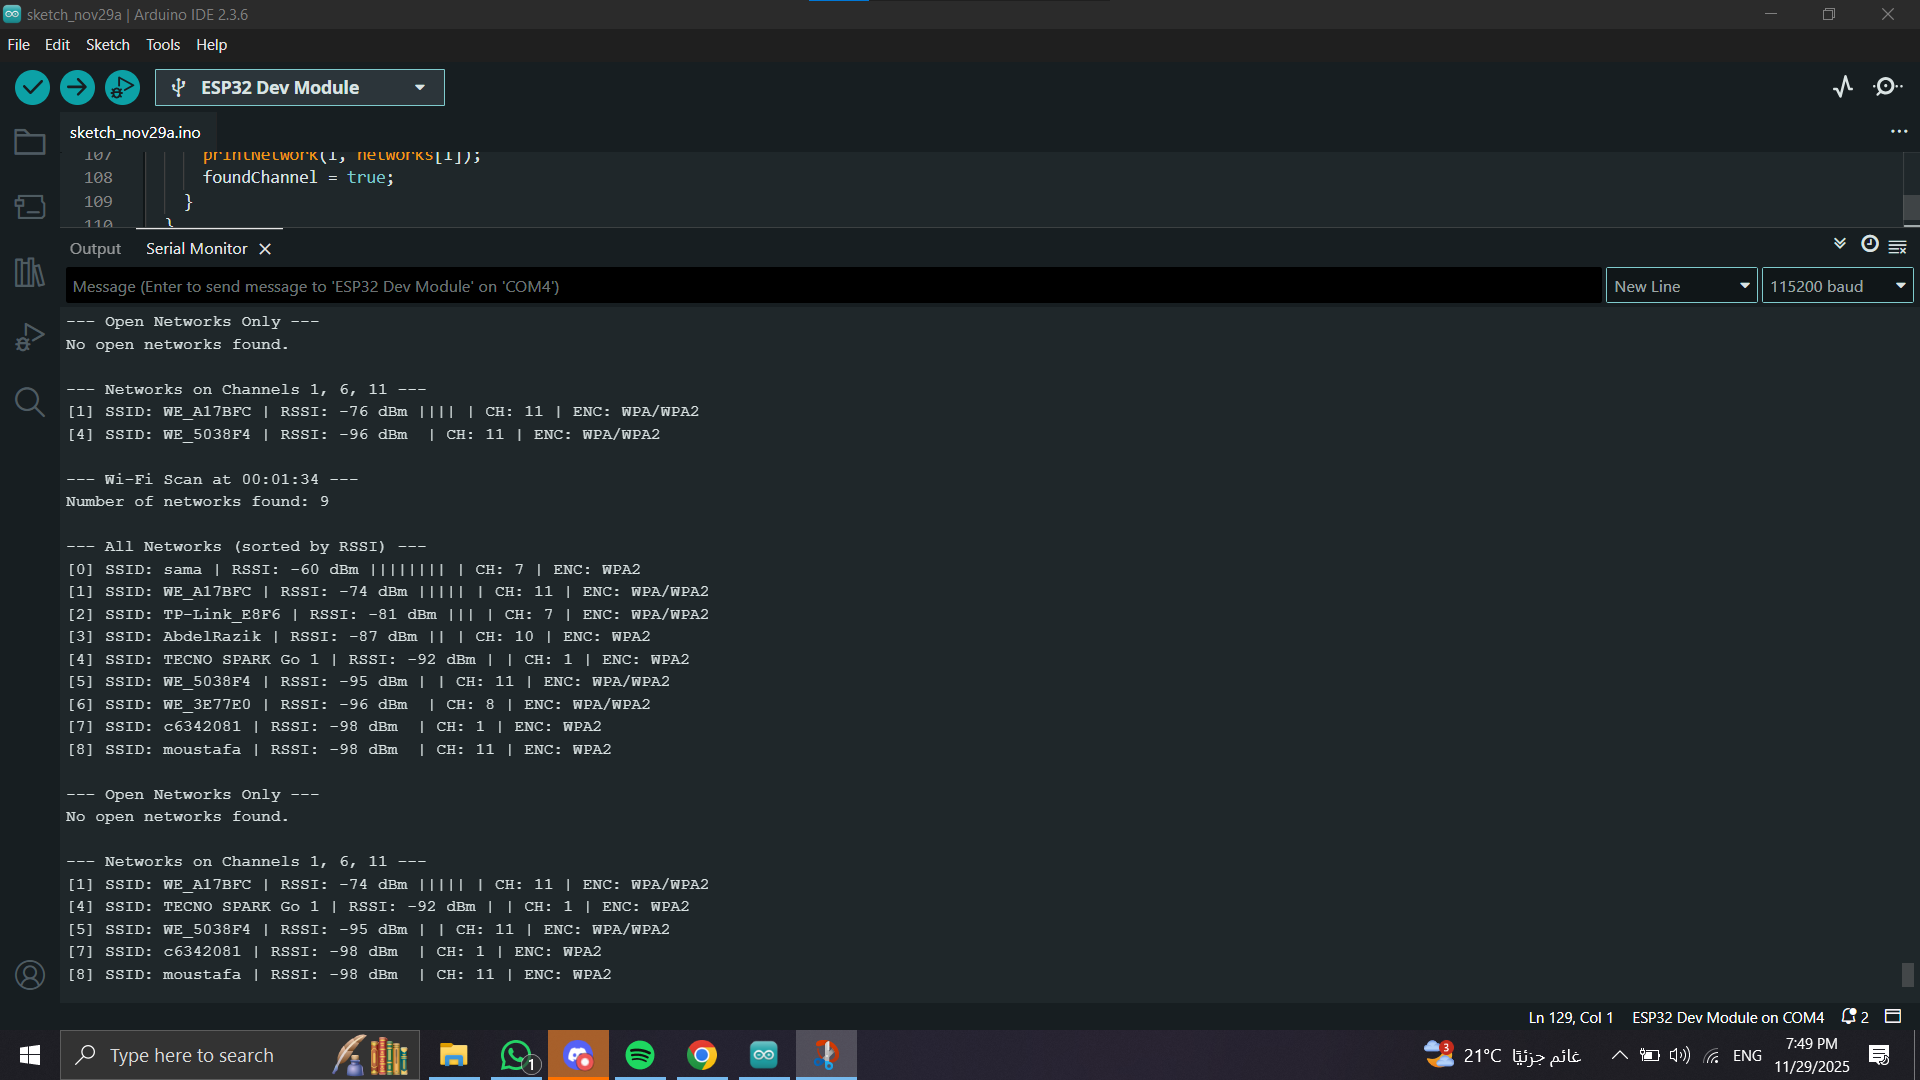 sketch_nov29a | Arduino IDE 2.3.6
File Edit Sketch Tools Help
ESP32 Dev Module
sketch_nov29a.ino
107 printNetwork(i, networks[i]);
108 foundChannel = true;
109 }
110 }
Output Serial Monitor
Message (Enter to send message to 'ESP32 Dev Module' on 'COM4') New Line 115200 baud
--- Open Networks Only ---
No open networks found.
--- Networks on Channels 1, 6, 11 ---
[1] SSID: WE_A17BFC | RSSI: -76 dBm |||| | CH: 11 | ENC: WPA/WPA2
[4] SSID: WE_5038F4 | RSSI: -96 dBm  | CH: 11 | ENC: WPA/WPA2
--- Wi-Fi Scan at 00:01:34 ---
Number of networks found: 9
--- All Networks (sorted by RSSI) ---
[0] SSID: sama | RSSI: -60 dBm |||||||| | CH: 7 | ENC: WPA2
[1] SSID: WE_A17BFC | RSSI: -74 dBm ||||| | CH: 11 | ENC: WPA/WPA2
[2] SSID: TP-Link_E8F6 | RSSI: -81 dBm ||| | CH: 7 | ENC: WPA/WPA2
[3] SSID: AbdelRazik | RSSI: -87 dBm || | CH: 10 | ENC: WPA2
[4] SSID: TECNO SPARK Go 1 | RSSI: -92 dBm | | CH: 1 | ENC: WPA2
[5] SSID: WE_5038F4 | RSSI: -95 dBm | | CH: 11 | ENC: WPA/WPA2
[6] SSID: WE_3E77E0 | RSSI: -96 dBm  | CH: 8 | ENC: WPA/WPA2
[7] SSID: c6342081 | RSSI: -98 dBm  | CH: 1 | ENC: WPA2
[8] SSID: moustafa | RSSI: -98 dBm  | CH: 11 | ENC: WPA2
--- Open Networks Only ---
No open networks found.
--- Networks on Channels 1, 6, 11 ---
[1] SSID: WE_A17BFC | RSSI: -74 dBm ||||| | CH: 11 | ENC: WPA/WPA2
[4] SSID: TECNO SPARK Go 1 | RSSI: -92 dBm | | CH: 1 | ENC: WPA2
[5] SSID: WE_5038F4 | RSSI: -95 dBm | | CH: 11 | ENC: WPA/WPA2
[7] SSID: c6342081 | RSSI: -98 dBm  | CH: 1 | ENC: WPA2
[8] SSID: moustafa | RSSI: -98 dBm  | CH: 11 | ENC: WPA2
Ln 129, Col 1 ESP32 Dev Module on COM4 2
Type here to search 1 3 21°C غائم جزئيًا ENG 7:49 PM
11/29/2025